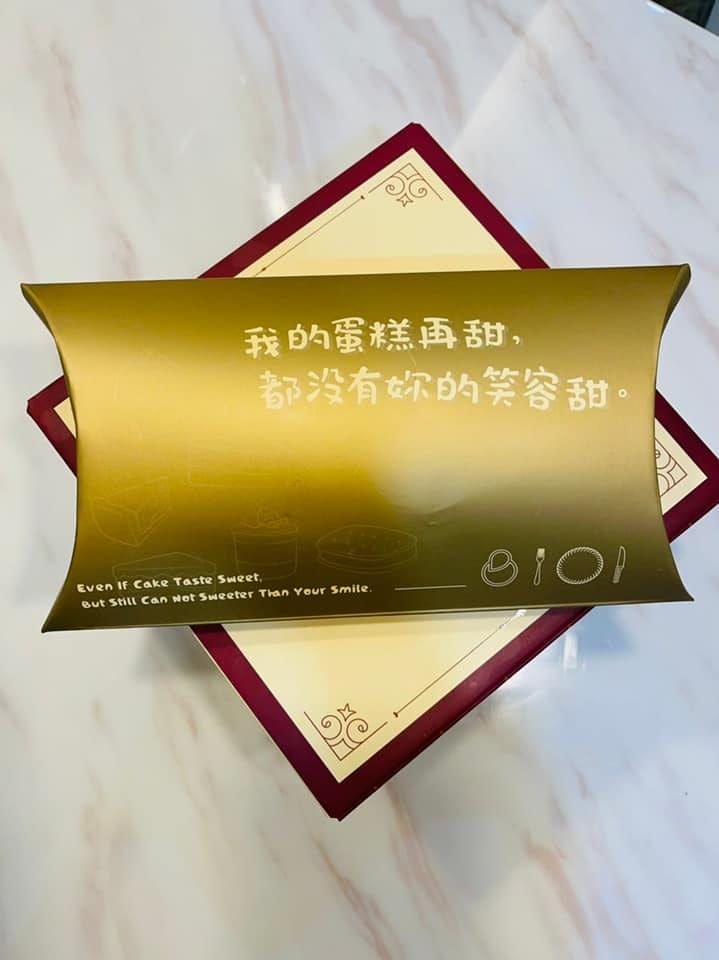 我的蛋糕再甜，
都沒有妳的笑容甜。
Even If Cake Taste Sweet,
But Still Can Not Sweeter Than Your Smile.